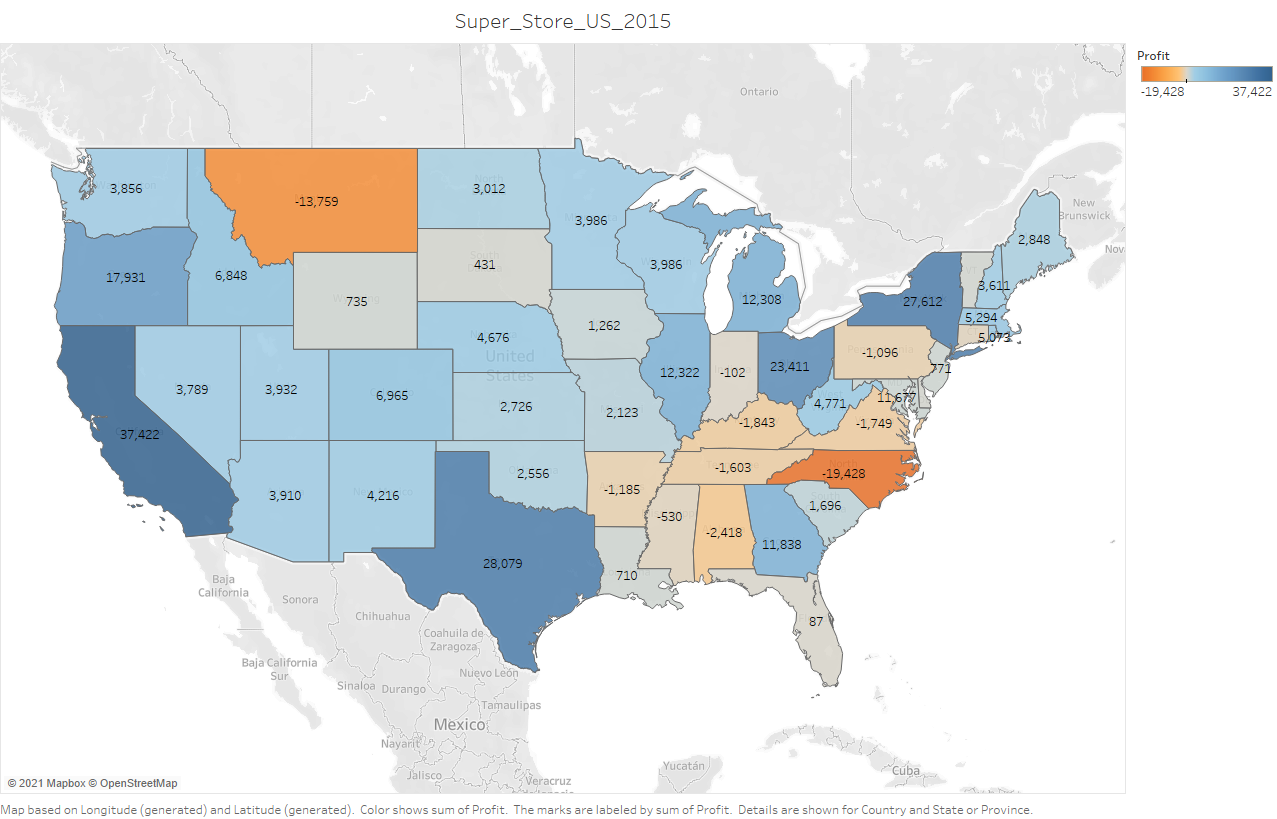 Super_Store_US_2015
Profit
-19,428 37,422
Ontario
New
Brunswick
3,856
-13,759
3,012
3,986
2,848
17,931
6,848
735
431
3,986
12,308
27,612
3,611
5,294
5,073
1,262
4,676
United
States
-1,096
771
3,789
3,932
6,965
2,726
2,123
12,322
-102
23,411
4,771
11,677
-1,843
-1,749
37,422
3,910
4,216
2,556
-1,185
-1,603
-19,428
-530
-2,418
11,838
1,696
28,079
710
87
Baja
California
Sonora
Chihuahua
Coahuila de
Zaragoza
Baja California
Sur
Sinaloa
Durango
Nuevo León
Tamaulipas
Mexico
Nayarit
Jalisco
Veracruz
Yucatán
Cuba
© 2021 Mapbox © OpenStreetMap
Map based on Longitude (generated) and Latitude (generated). Color shows sum of Profit. The marks are labeled by sum of Profit. Details are shown for Country and State or Province.